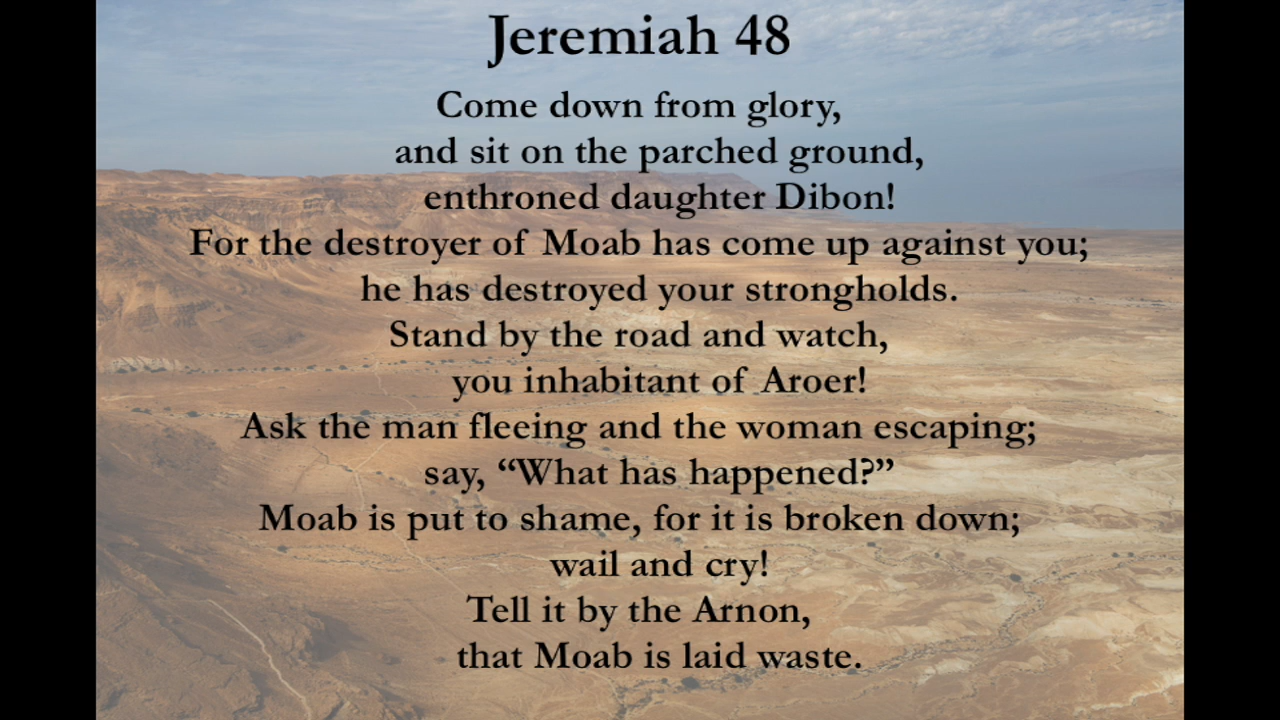 Jeremiah 48
Come down from glory,
and sit on the parched ground,
enthroned daughter Dibon!
For the destroyer of Moab has come up against you;
he has destroyed your strongholds.
Stand by the road and watch,
you inhabitant of Aroer!
Ask the man fleeing and the woman escaping;
say, “What has happened?”
Moab is put to shame, for it is broken down;
wail and cry!
Tell it by the Arnon,
that Moab is laid waste.